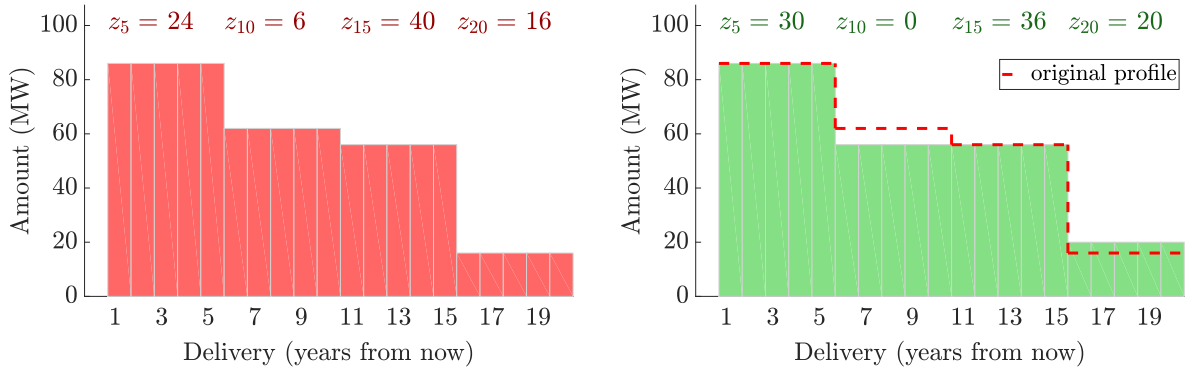 z5 = 24 z10 = 6 z15 = 40 z20 = 16
100
80
60
40
20
0
Amount (MW)
1 3 5 7 9 11 13 15 17 19
Delivery (years from now)
z5 = 30 z10 = 0 z15 = 36 z20 = 20
original profile
100
80
60
40
20
0
Amount (MW)
1 3 5 7 9 11 13 15 17 19
Delivery (years from now)